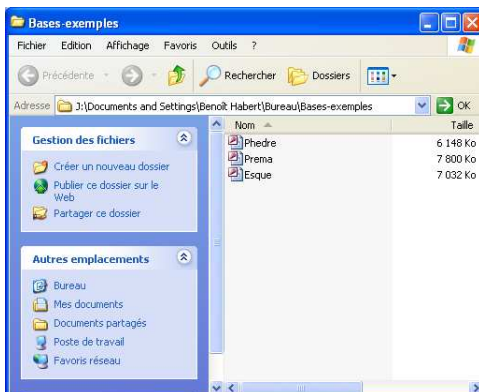 Bases-exemples
Fichier Edition Affichage Favoris Outils ?
Précédente Rechercher Dossiers
Adresse J:\Documents and Settings\Benoît Habert\Bureau\Bases-exemples OK
Gestion des fichiers
Créer un nouveau dossier
Publier ce dossier sur le
Web
Partager ce dossier
Autres emplacements
Bureau
Mes documents
Documents partagés
Poste de travail
Favoris réseau
Nom Taille
Phedre 6 148 Ko
Prema 7 800 Ko
Esque 7 032 Ko